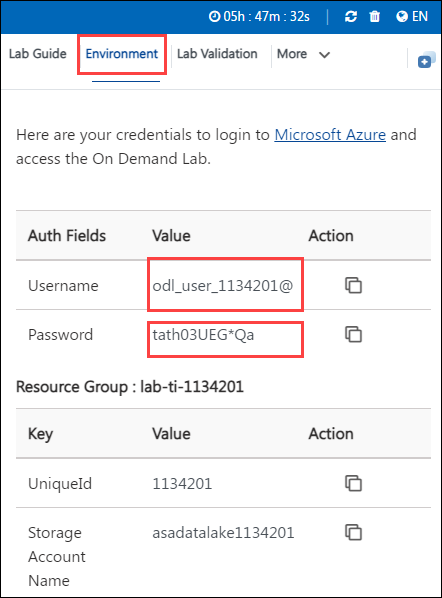 05h : 47m : 32s EN
Lab Guide Environment Lab Validation More
Here are your credentials to login to Microsoft Azure and
access the On Demand Lab.
Auth Fields Value Action
Username odl_user_1134201@
Password tath03UEG*Qa
Resource Group : lab-ti-1134201
Key Value Action
UniqueId 1134201
Storage asadatalake1134201
Account
Name